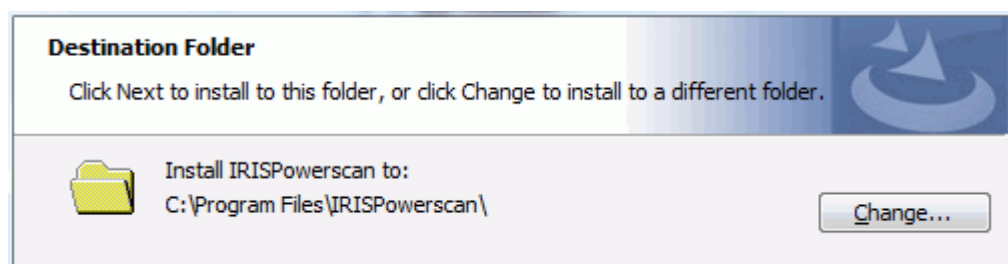 Destination Folder
Click Next to install to this folder, or click Change to install to a different folder.
Install IRISPowerscan to:
C:\Program Files\IRISPowerscan\
Change...